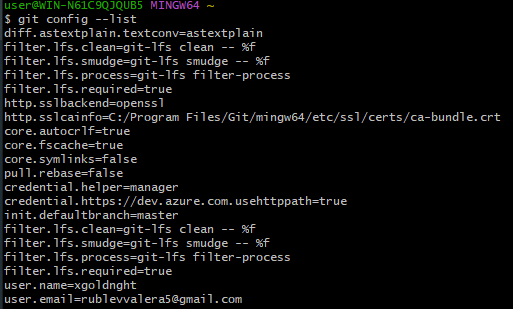 user@WIN-N61C9QJQUB5 MINGW64 ~
$ git config --list
diff.astextplain.textconv=astextplain
filter.lfs.clean=git-lfs clean -- %f
filter.lfs.smudge=git-lfs smudge -- %f
filter.lfs.process=git-lfs filter-process
filter.lfs.required=true
http.sslbackend=openssl
http.sslcainfo=C:/Program Files/Git/mingw64/etc/ssl/certs/ca-bundle.crt
core.autocrlf=true
core.fscache=true
core.symlinks=false
pull.rebase=false
credential.helper=manager
credential.https://dev.azure.com.usehttppath=true
init.defaultbranch=master
filter.lfs.clean=git-lfs clean -- %f
filter.lfs.smudge=git-lfs smudge -- %f
filter.lfs.process=git-lfs filter-process
filter.lfs.required=true
user.name=xgoldnght
user.email=rublevvalera5@gmail.com